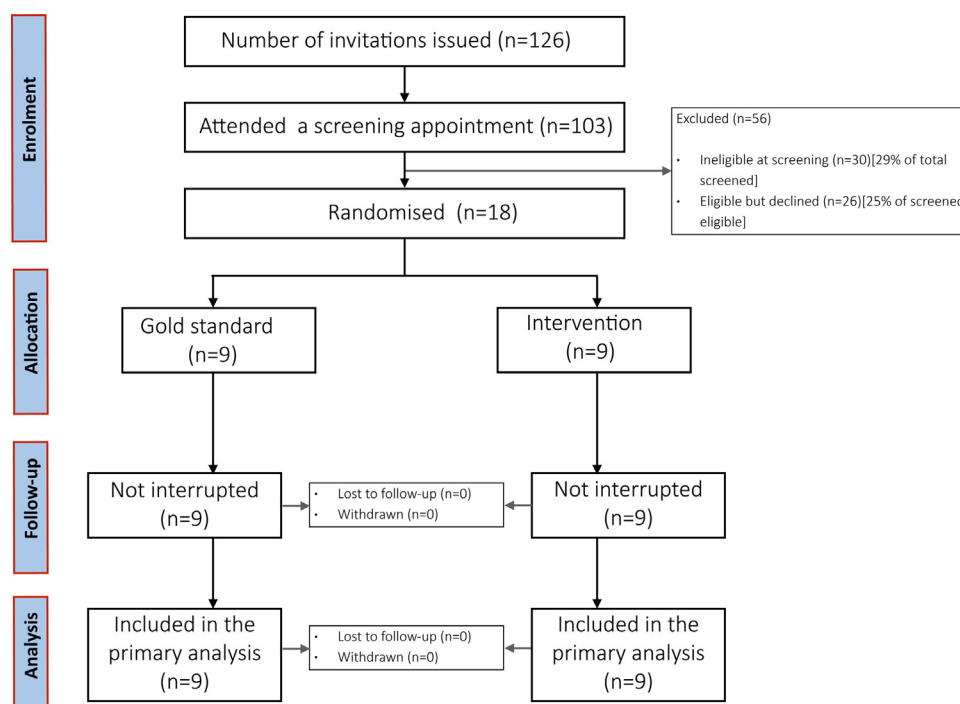 Enrolment
Number of invitations issued (n=126)
Attended a screening appointment (n=103)
Excluded (n=56)
• Ineligible at screening (n=30)[29% of total
screened]
• Eligible but declined (n=26)[25% of screened
eligible]
Randomised (n=18)
Allocation
Gold standard
(n=9)
Intervention
(n=9)
Follow-up
Not interrupted
(n=9)
• Lost to follow-up (n=0)
• Withdrawn (n=0)
Not interrupted
(n=9)
Analysis
Included in the
primary analysis
(n=9)
• Lost to follow-up (n=0)
• Withdrawn (n=0)
Included in the
primary analysis
(n=9)